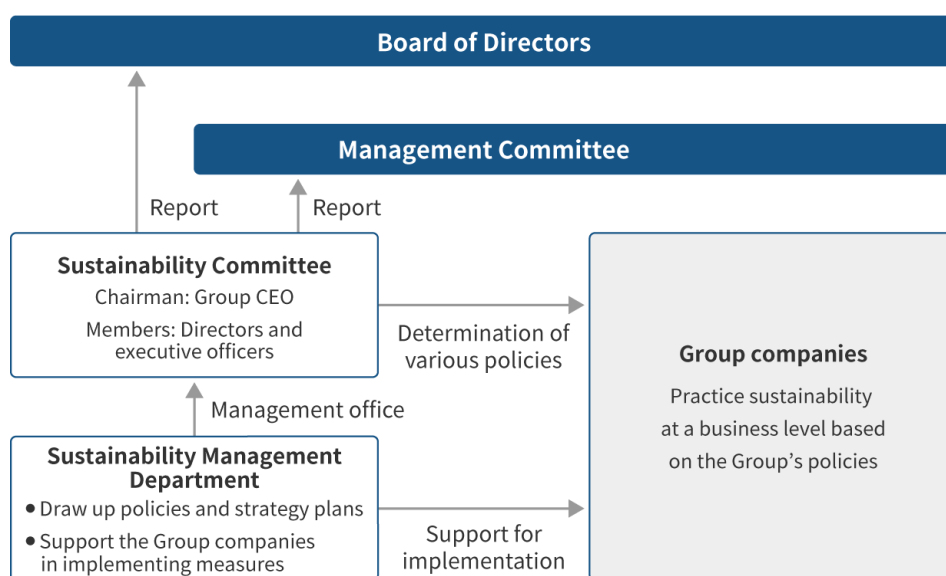 Board of Directors
Management Committee
Report
Report
Sustainability Committee
Chairman: Group CEO
Members: Directors and
executive officers
Determination of
various policies
Group companies
Practice sustainability
at a business level based
on the Group’s policies
Management office
Sustainability Management
Department
• Draw up policies and strategy plans
• Support the Group companies
in implementing measures
Support for
implementation